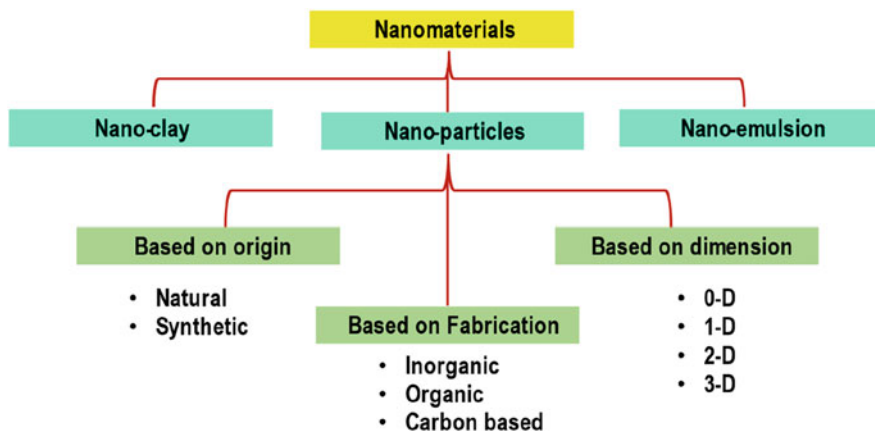 Nanomaterials
Nano-clay
Nano-particles
Nano-emulsion
Based on origin
• Natural
• Synthetic
Based on Fabrication
• Inorganic
• Organic
• Carbon based
Based on dimension
• 0-D
• 1-D
• 2-D
• 3-D